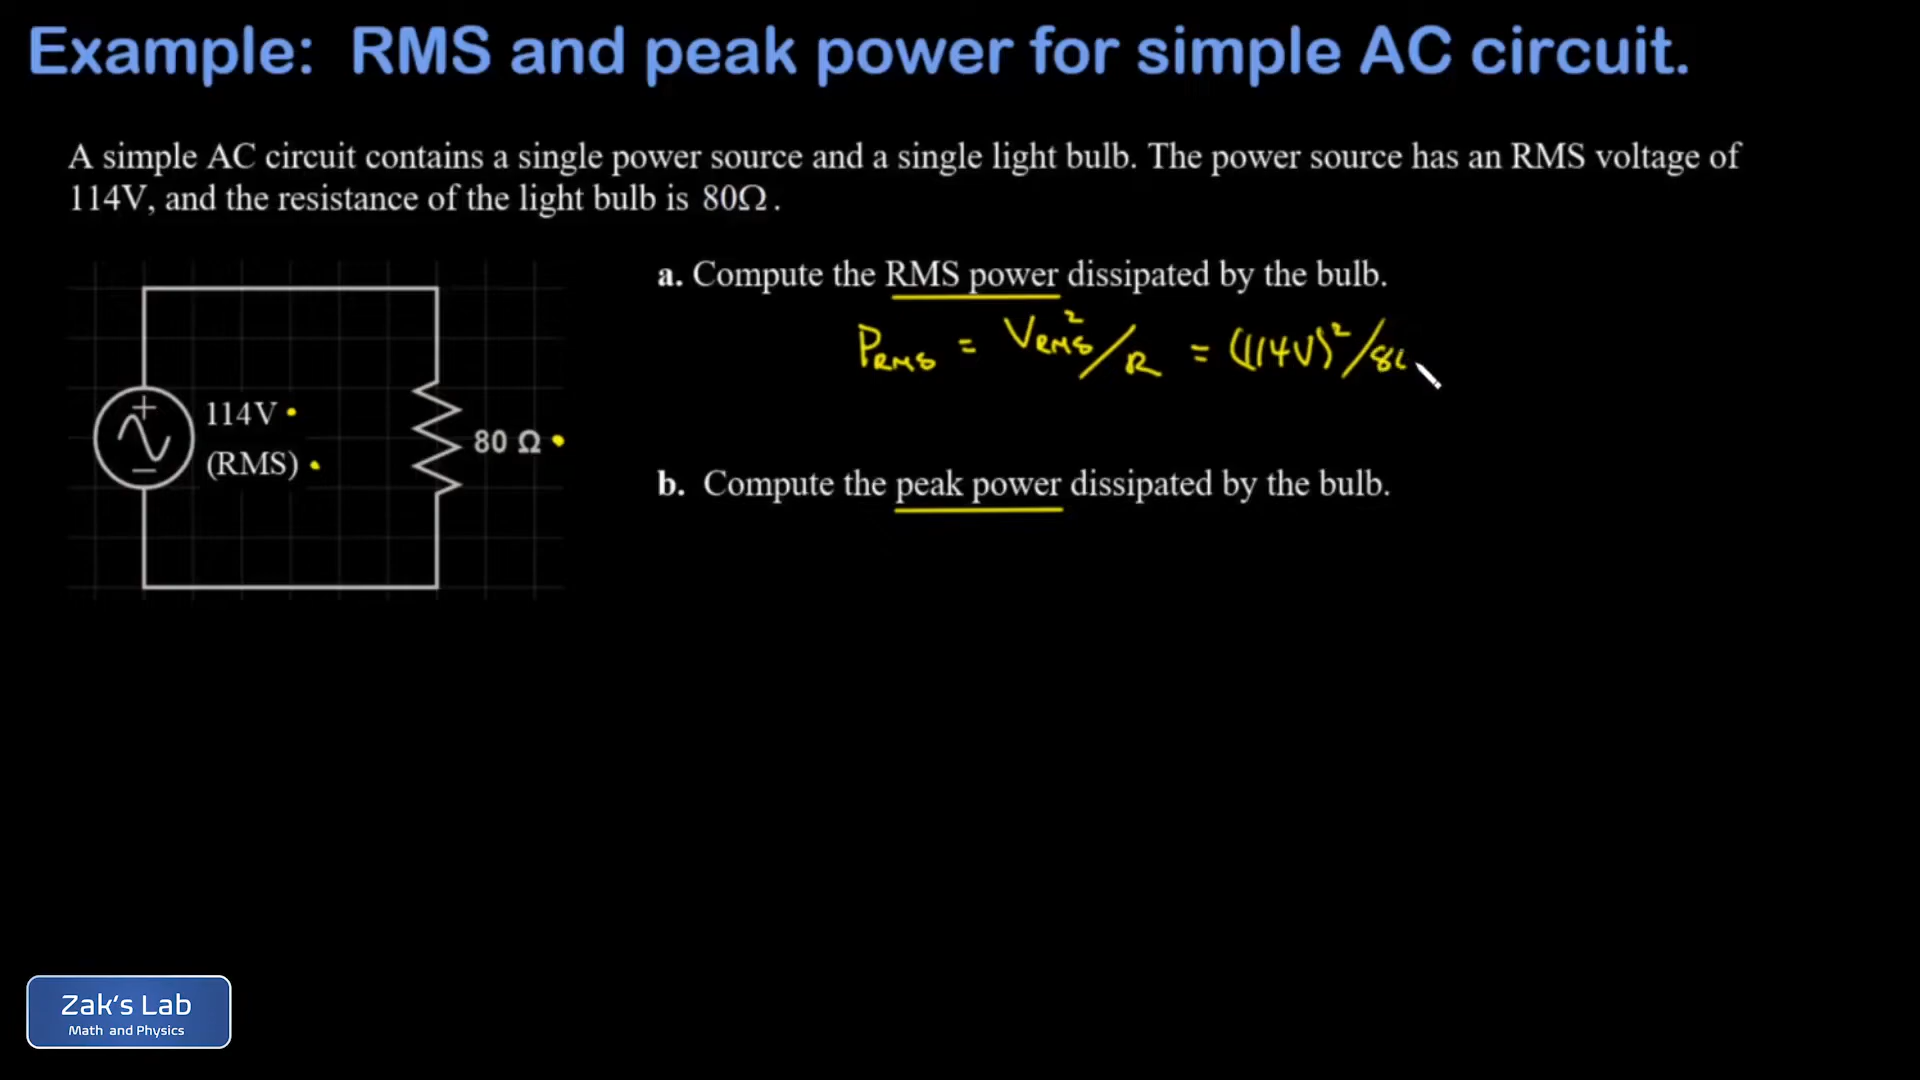 Example: RMS and peak power for simple AC circuit.
A simple AC circuit contains a single power source and a single light bulb. The power source has an RMS voltage of
114V, and the resistance of the light bulb is 80Ω.
a. Compute the RMS power dissipated by the bulb.
P_RMS = V_RMS²/R = (114V)²/80
+
114V
(RMS)
−
80 Ω
b. Compute the peak power dissipated by the bulb.
Zak's Lab
Math and Physics